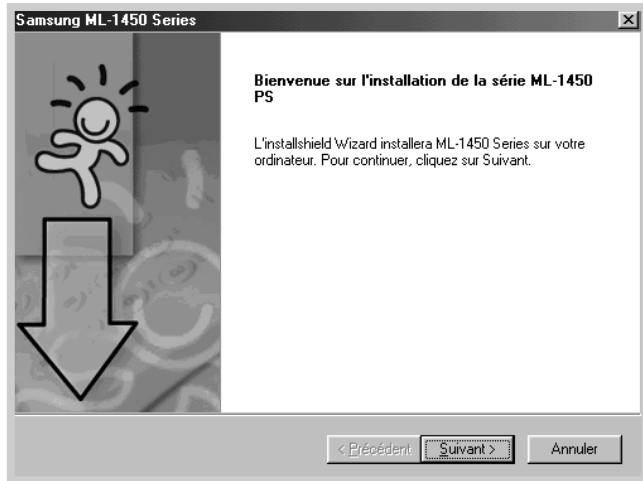 Samsung ML-1450 Series
Bienvenue sur l'installation de la série ML-1450
PS
L'installshield Wizard installera ML-1450 Series sur votre
ordinateur. Pour continuer, cliquez sur Suivant.
< Précédent Suivant > Annuler